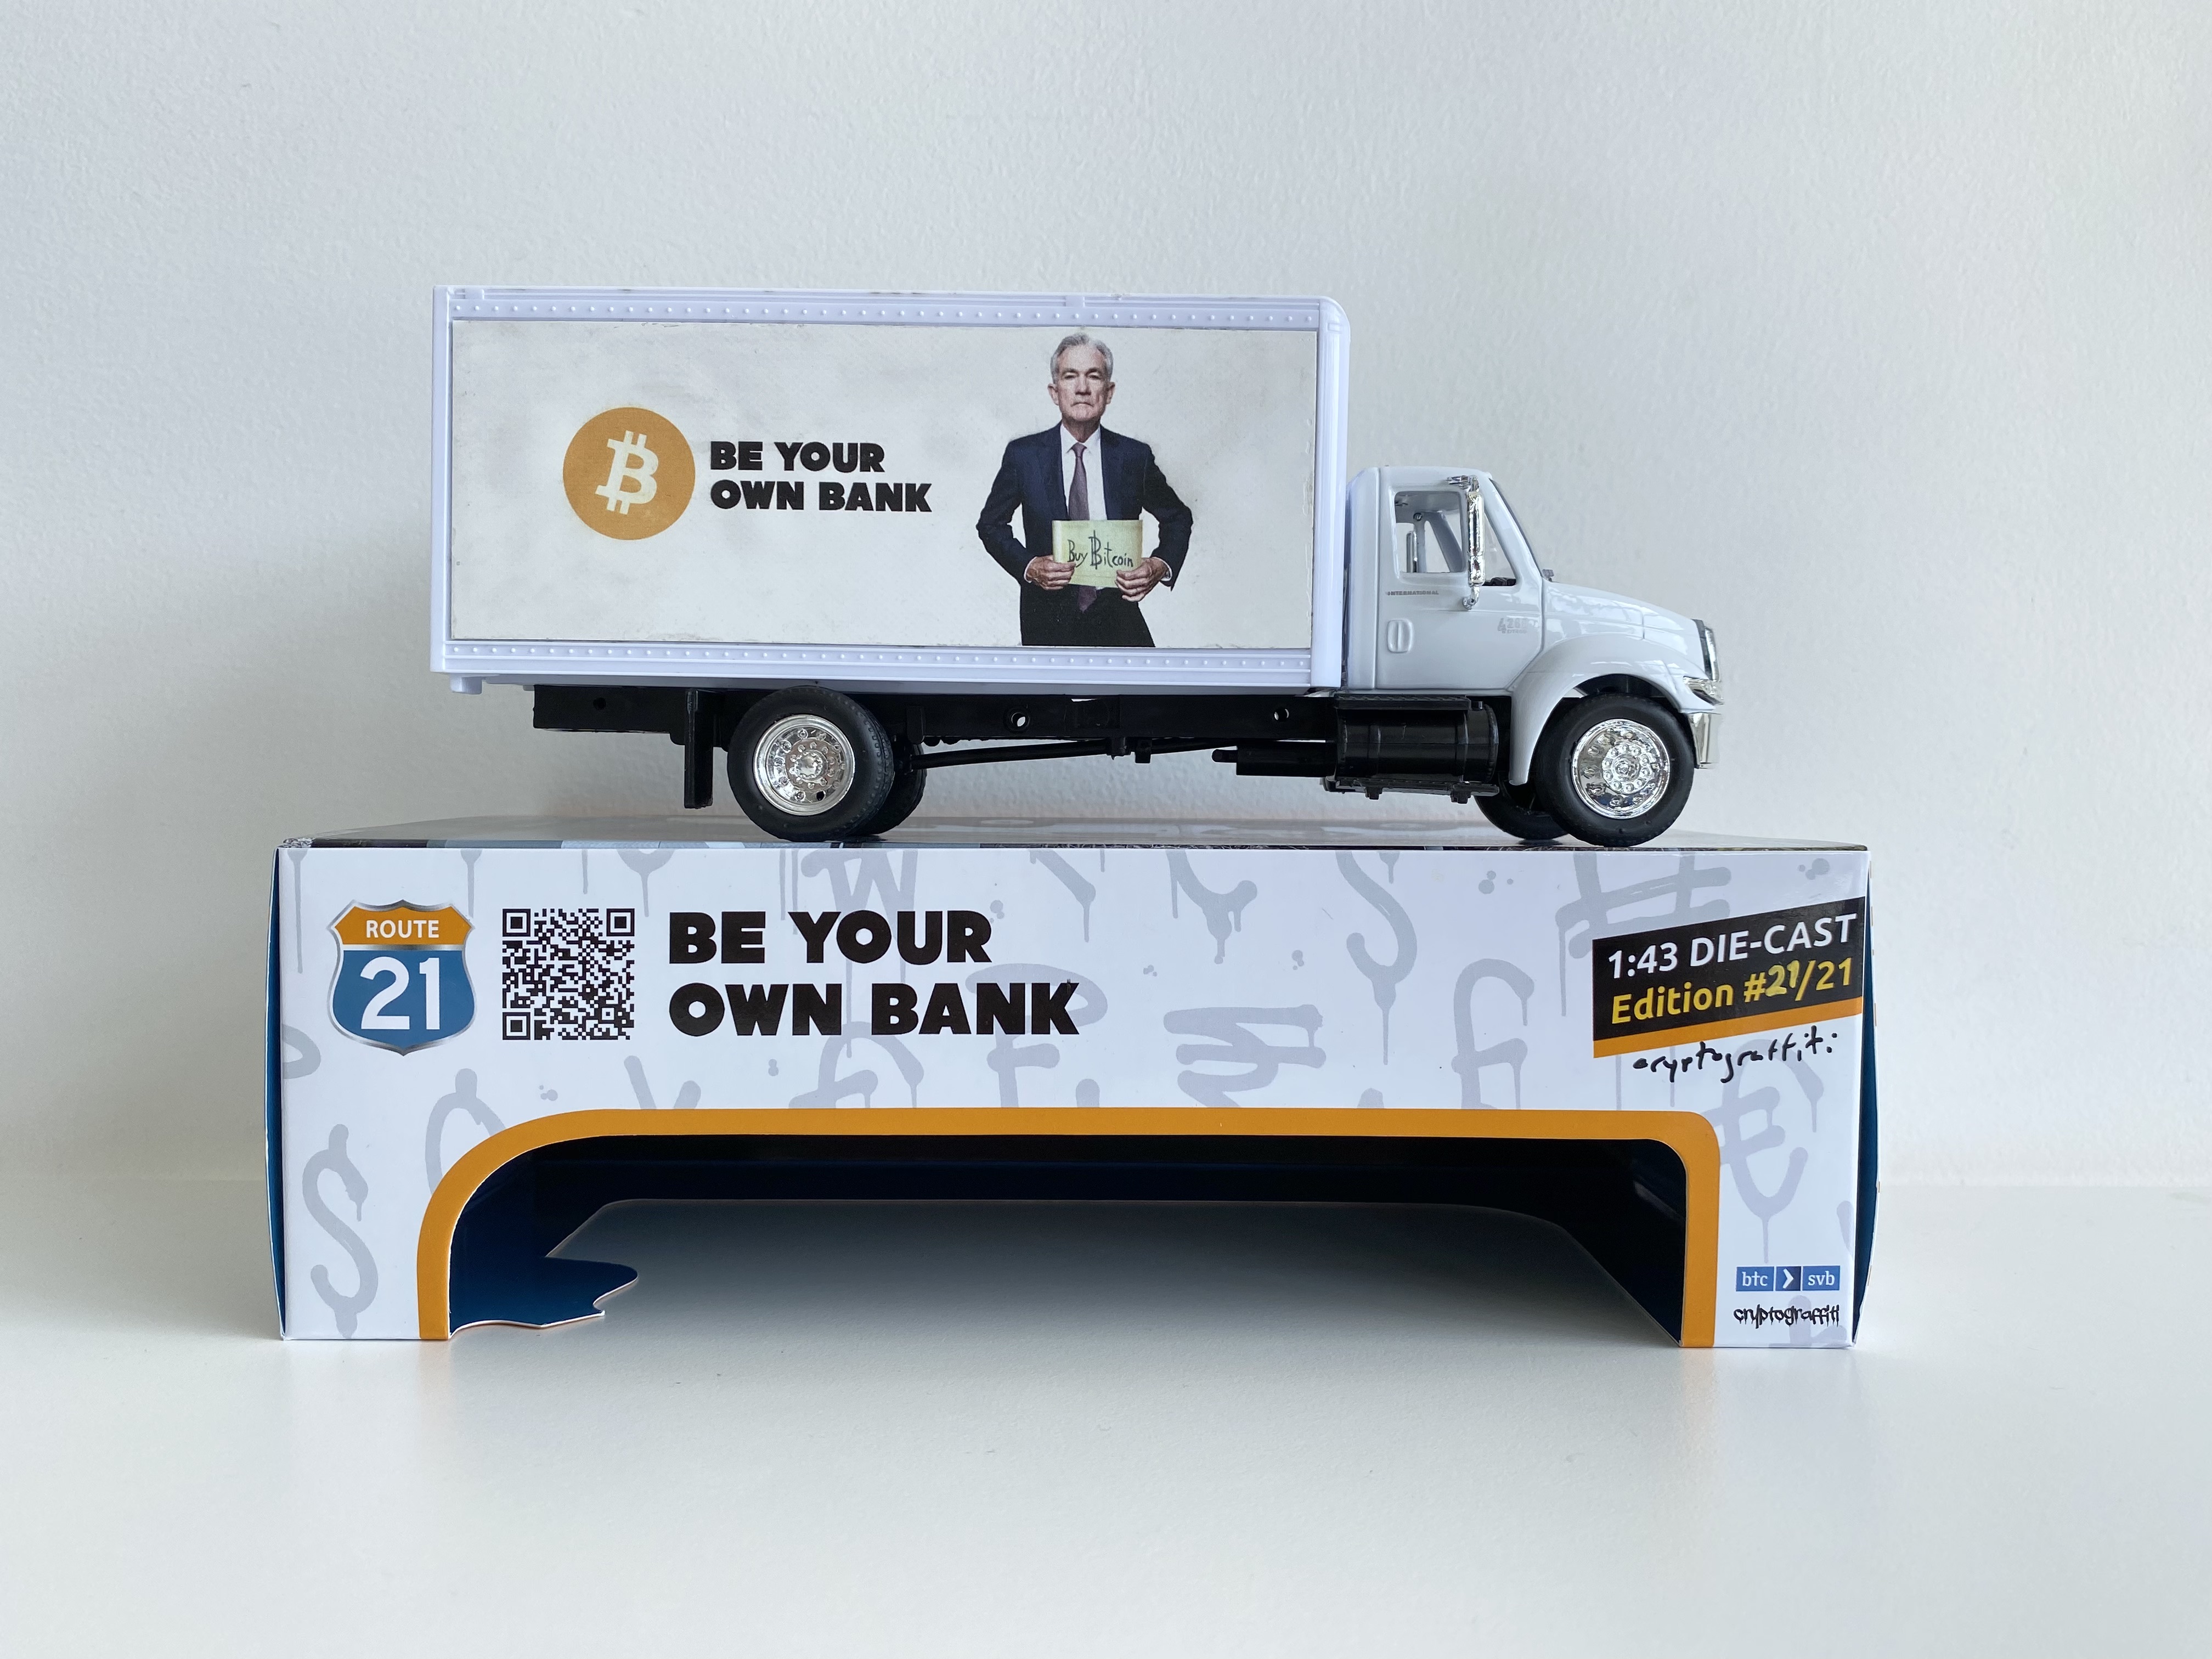 BE YOUR
OWN BANK
Buy Bitcoin
INTERNATIONAL
ROUTE
21
BE YOUR
OWN BANK
1:43 DIE-CAST
Edition #21/21
cryptograffiti
btc > svb
cryptograffiti